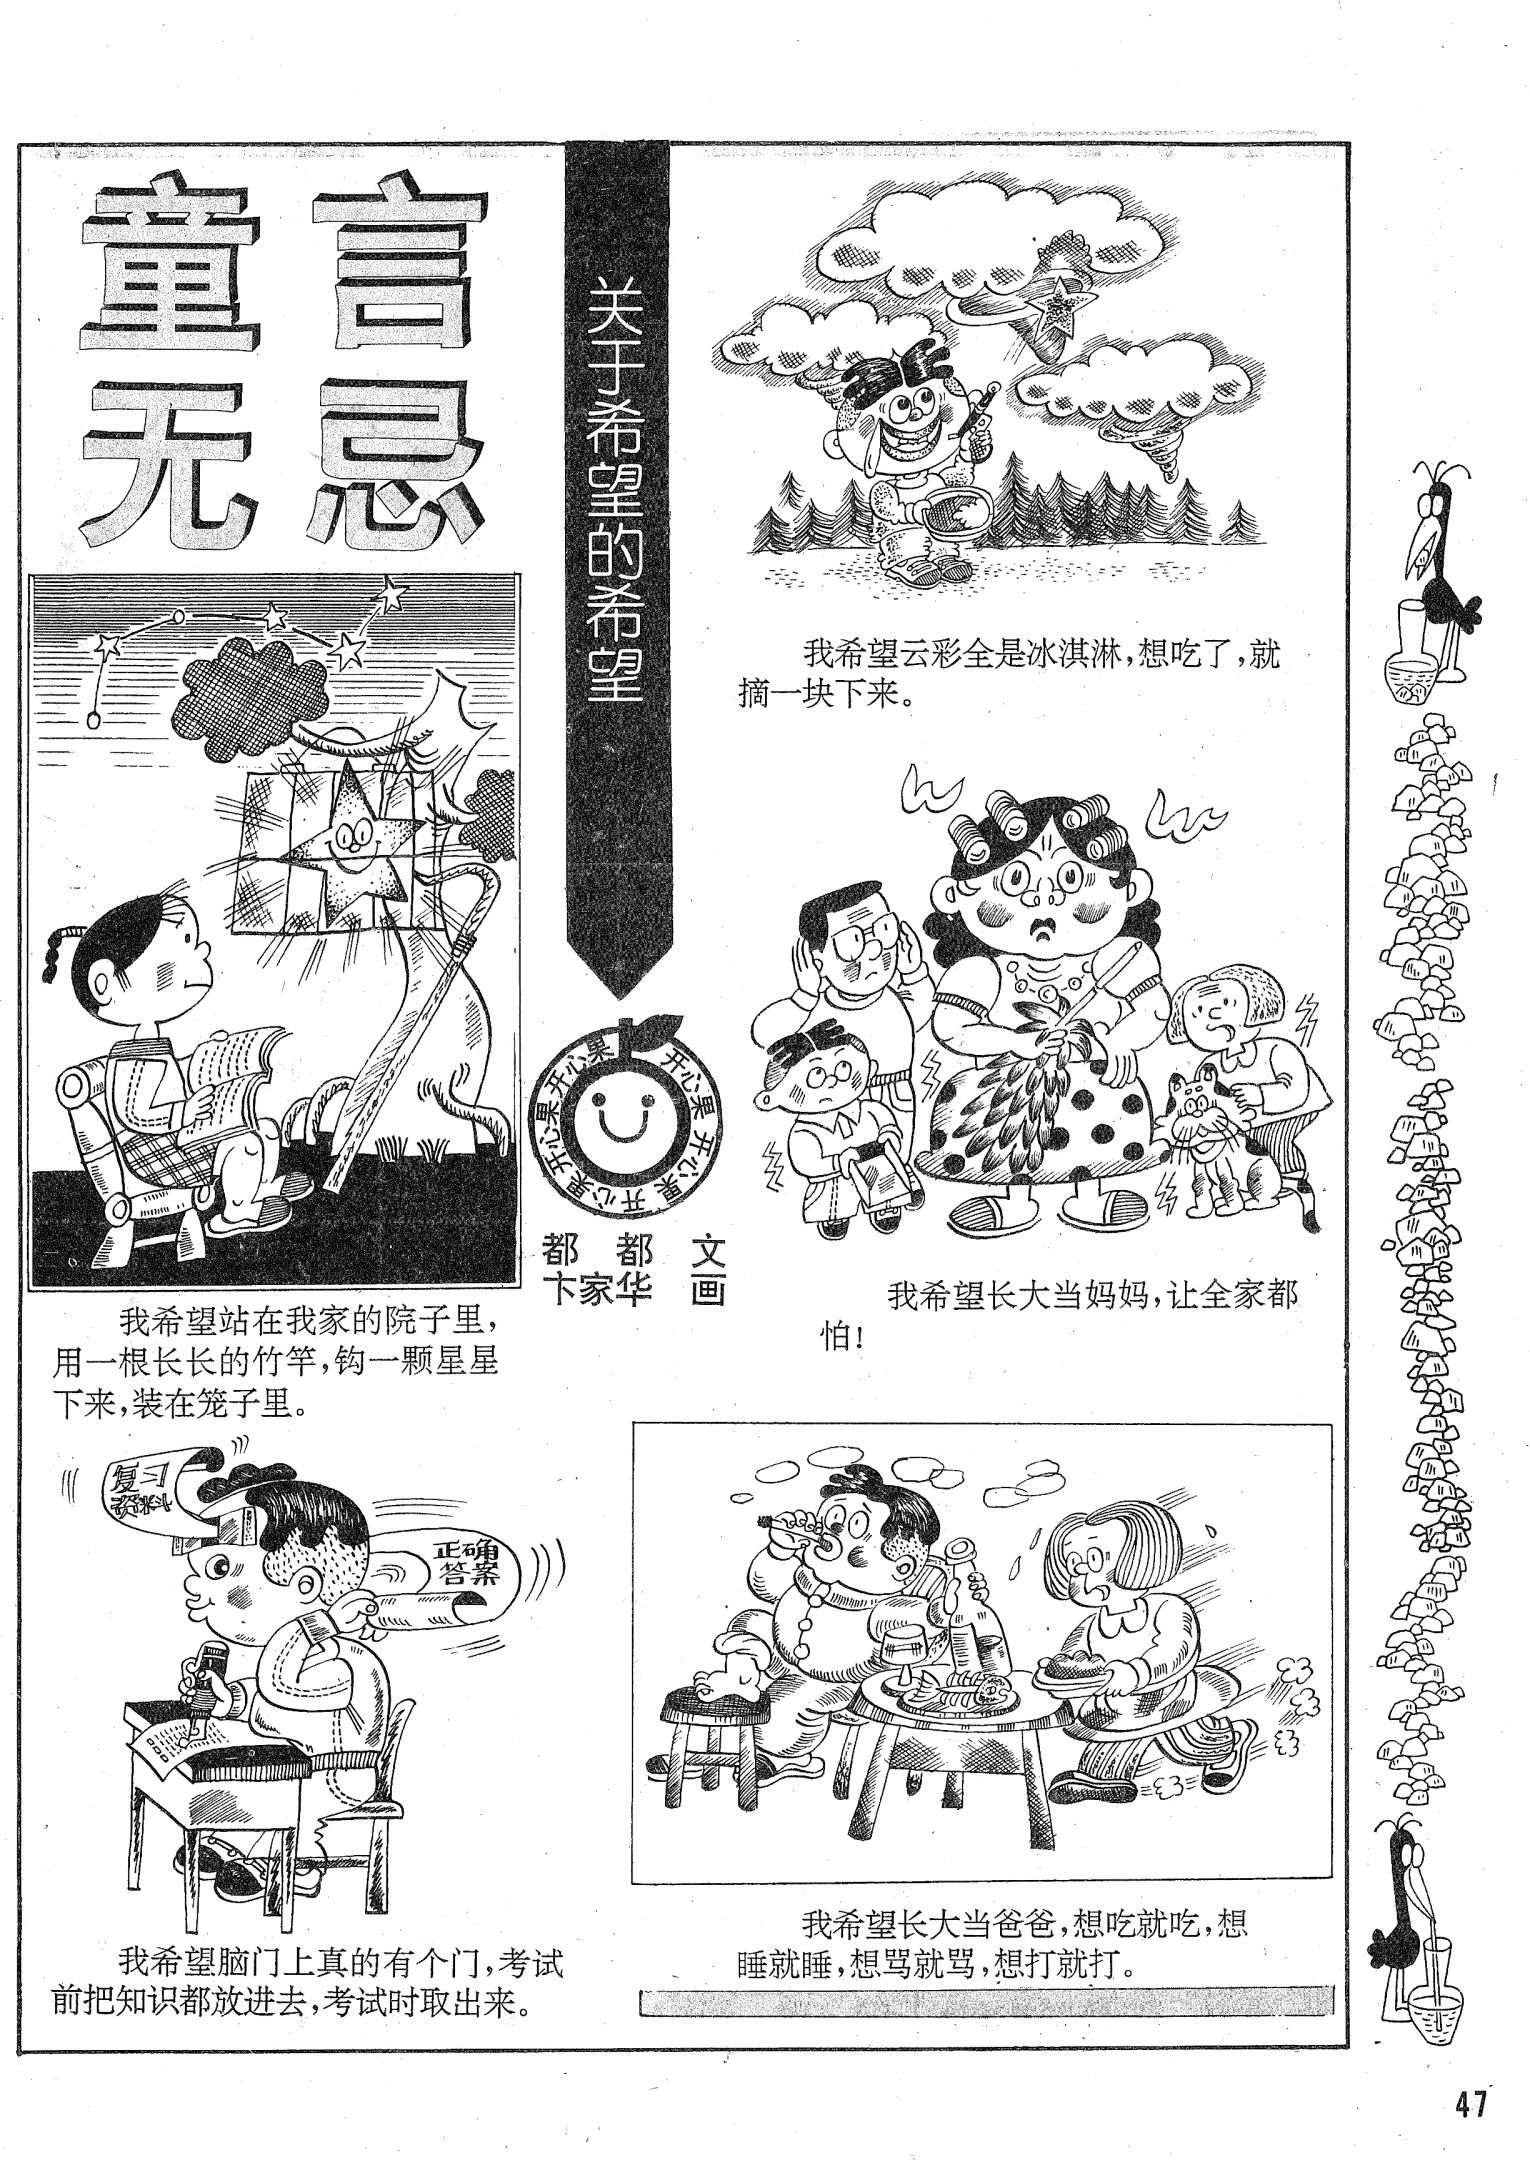 童言
无忌
关于希望的希望
开心果 开心果 开心果 开心果 开心果
都都 文
卞家华 画
我希望云彩全是冰淇淋，想吃了，就
摘一块下来。
我希望站在我家的院子里，
用一根长长的竹竿，钩一颗星星
下来，装在笼子里。
我希望长大当妈妈，让全家都
怕！
复习
资料
正确
答案
我希望脑门上真的有个门，考试
前把知识都放进去，考试时取出来。
我希望长大当爸爸，想吃就吃，想
睡就睡，想骂就骂，想打就打。
47